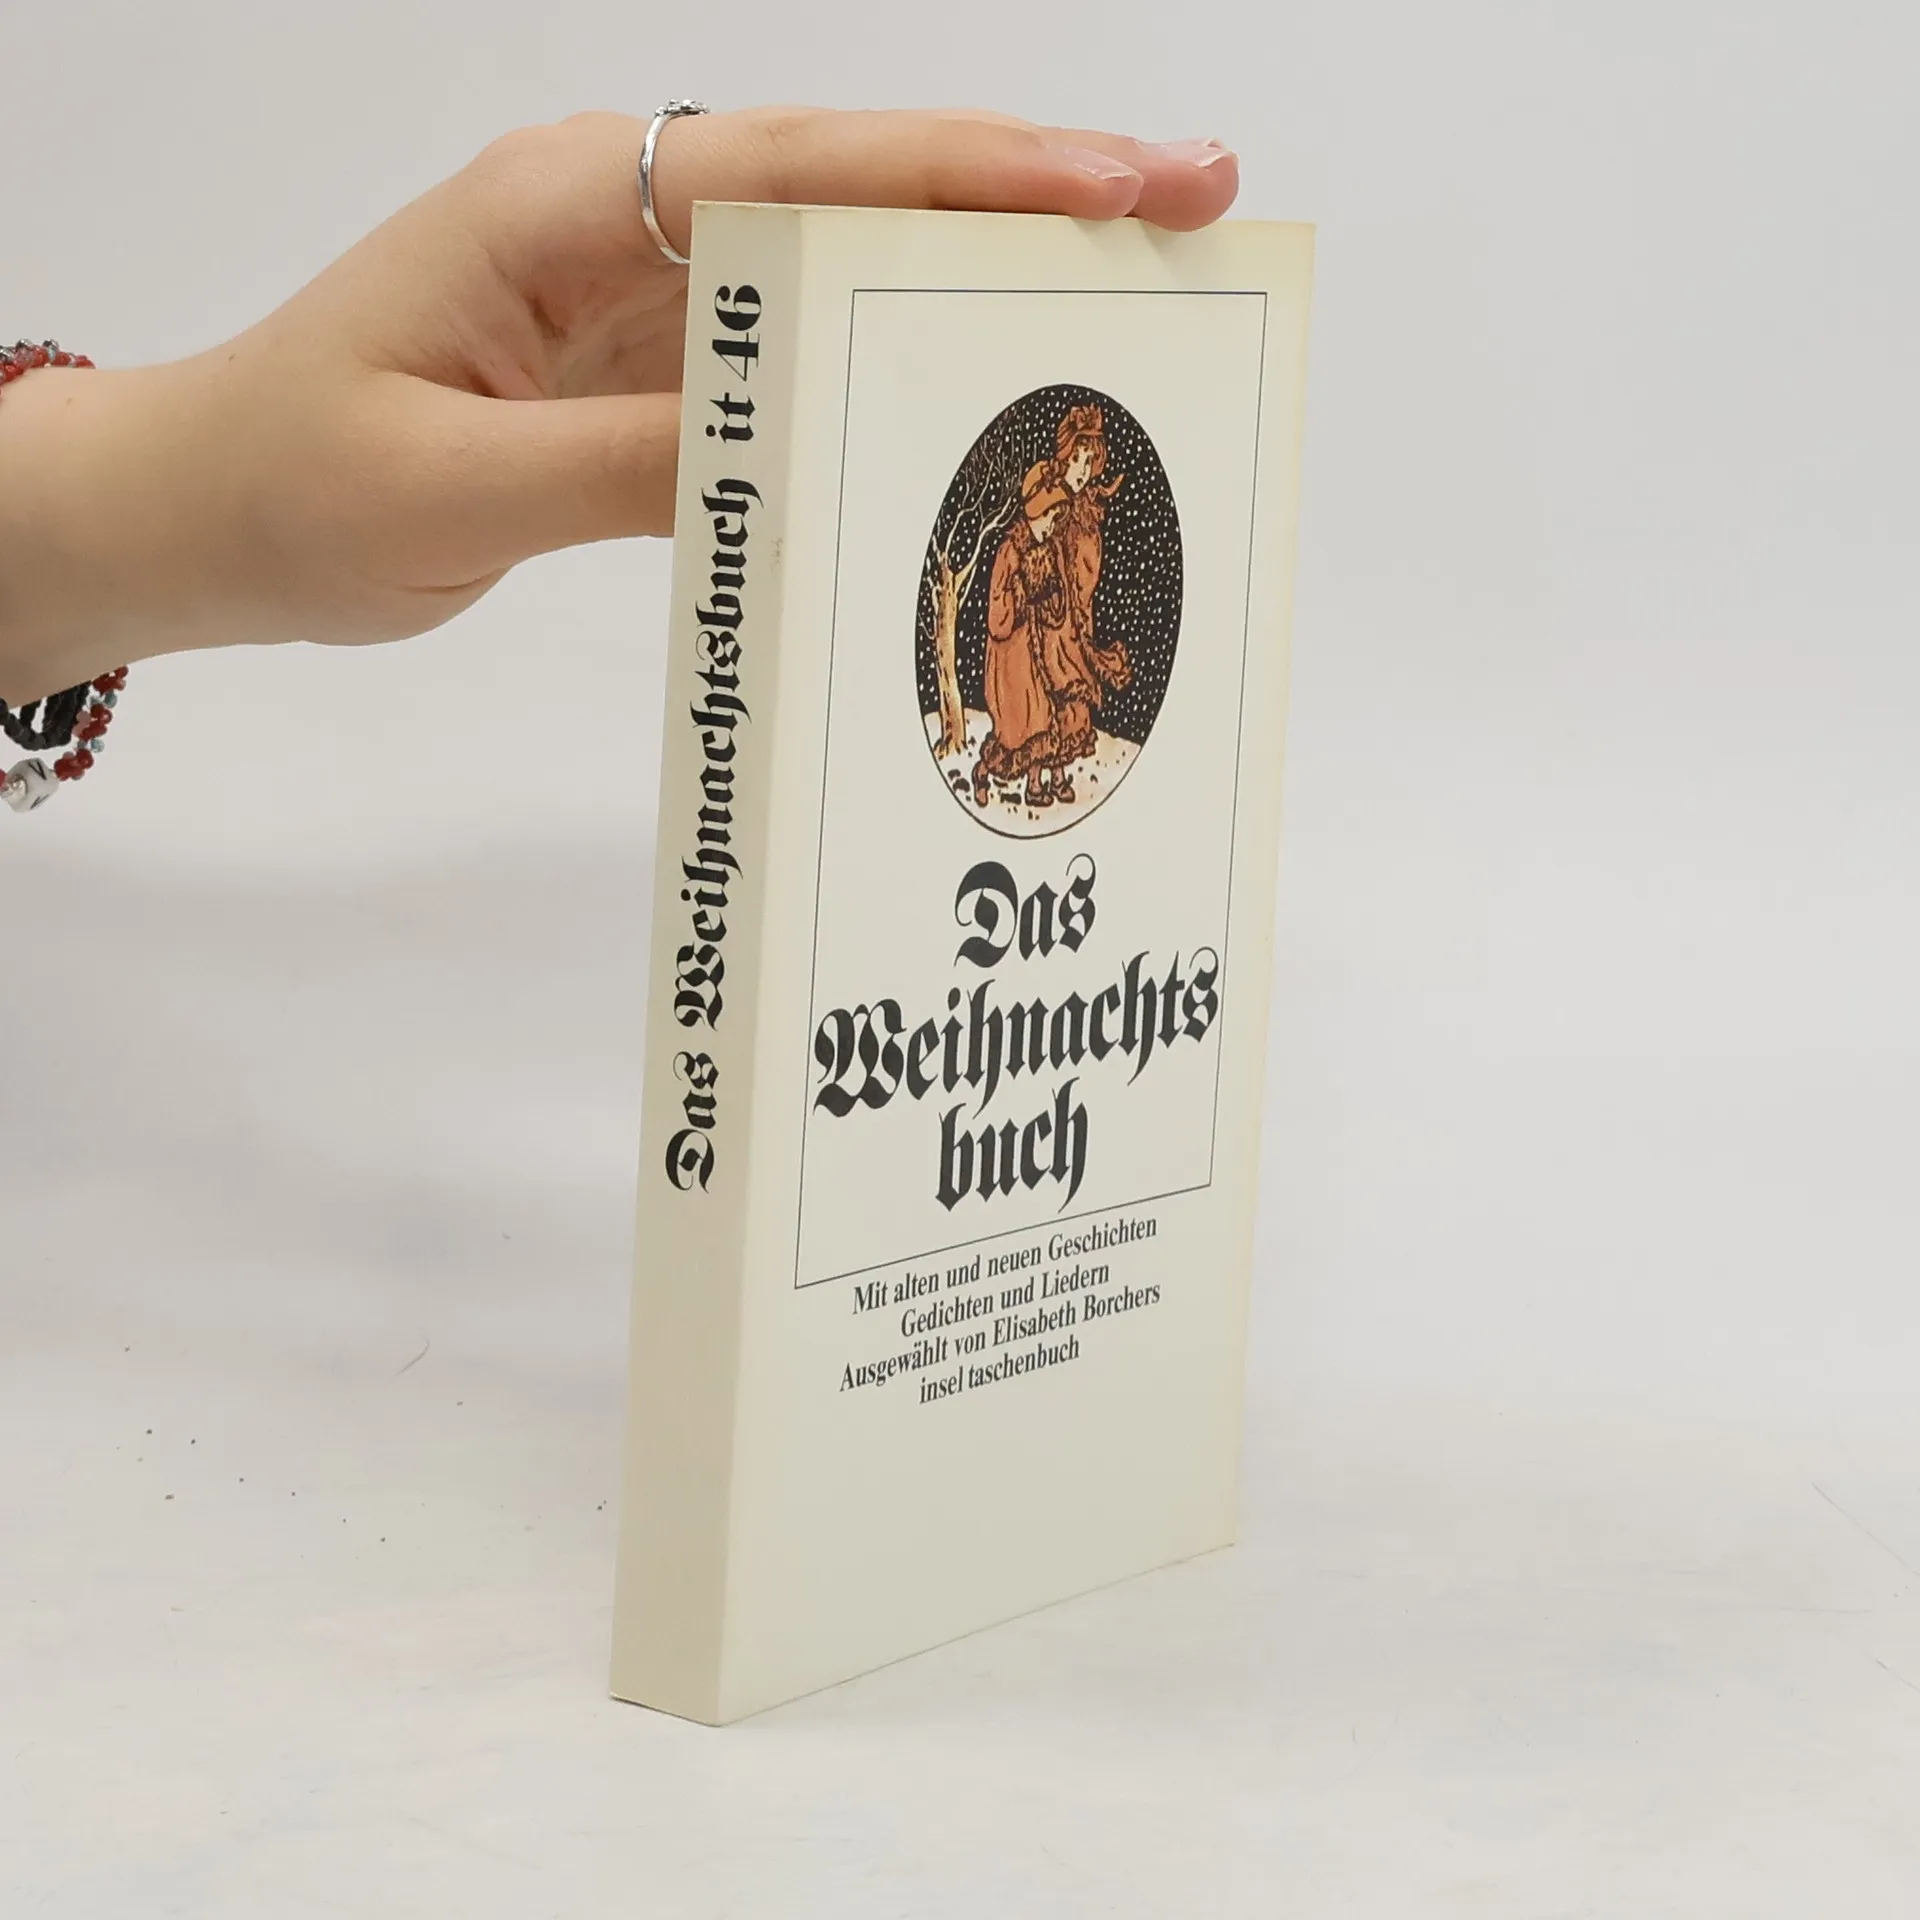 Das Weihnachtsbuch it 46
Das
Weihnachts
buch
Mit alten und neuen Geschichten
Gedichten und Liedern
Ausgewählt von Elisabeth Borchers
insel taschenbuch